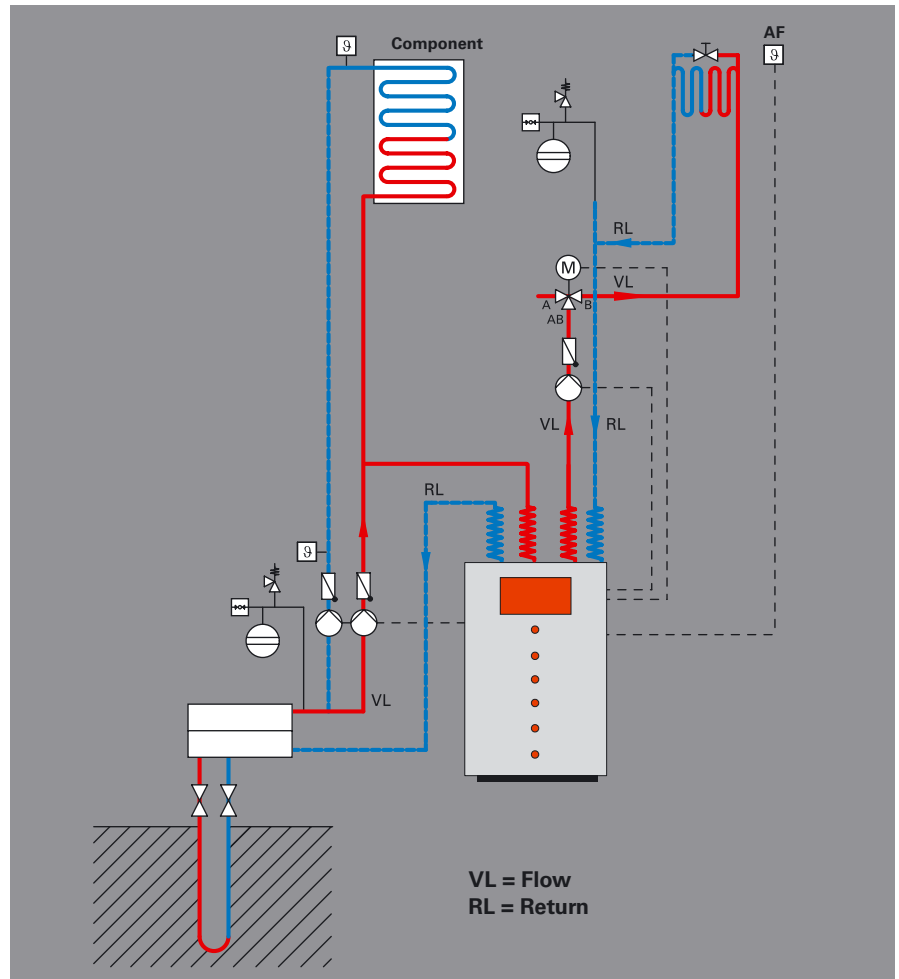 AF
ϑ
Component
ϑ
RL
M
VL
A
B
AB
VL
RL
RL
ϑ
VL
VL = Flow
RL = Return